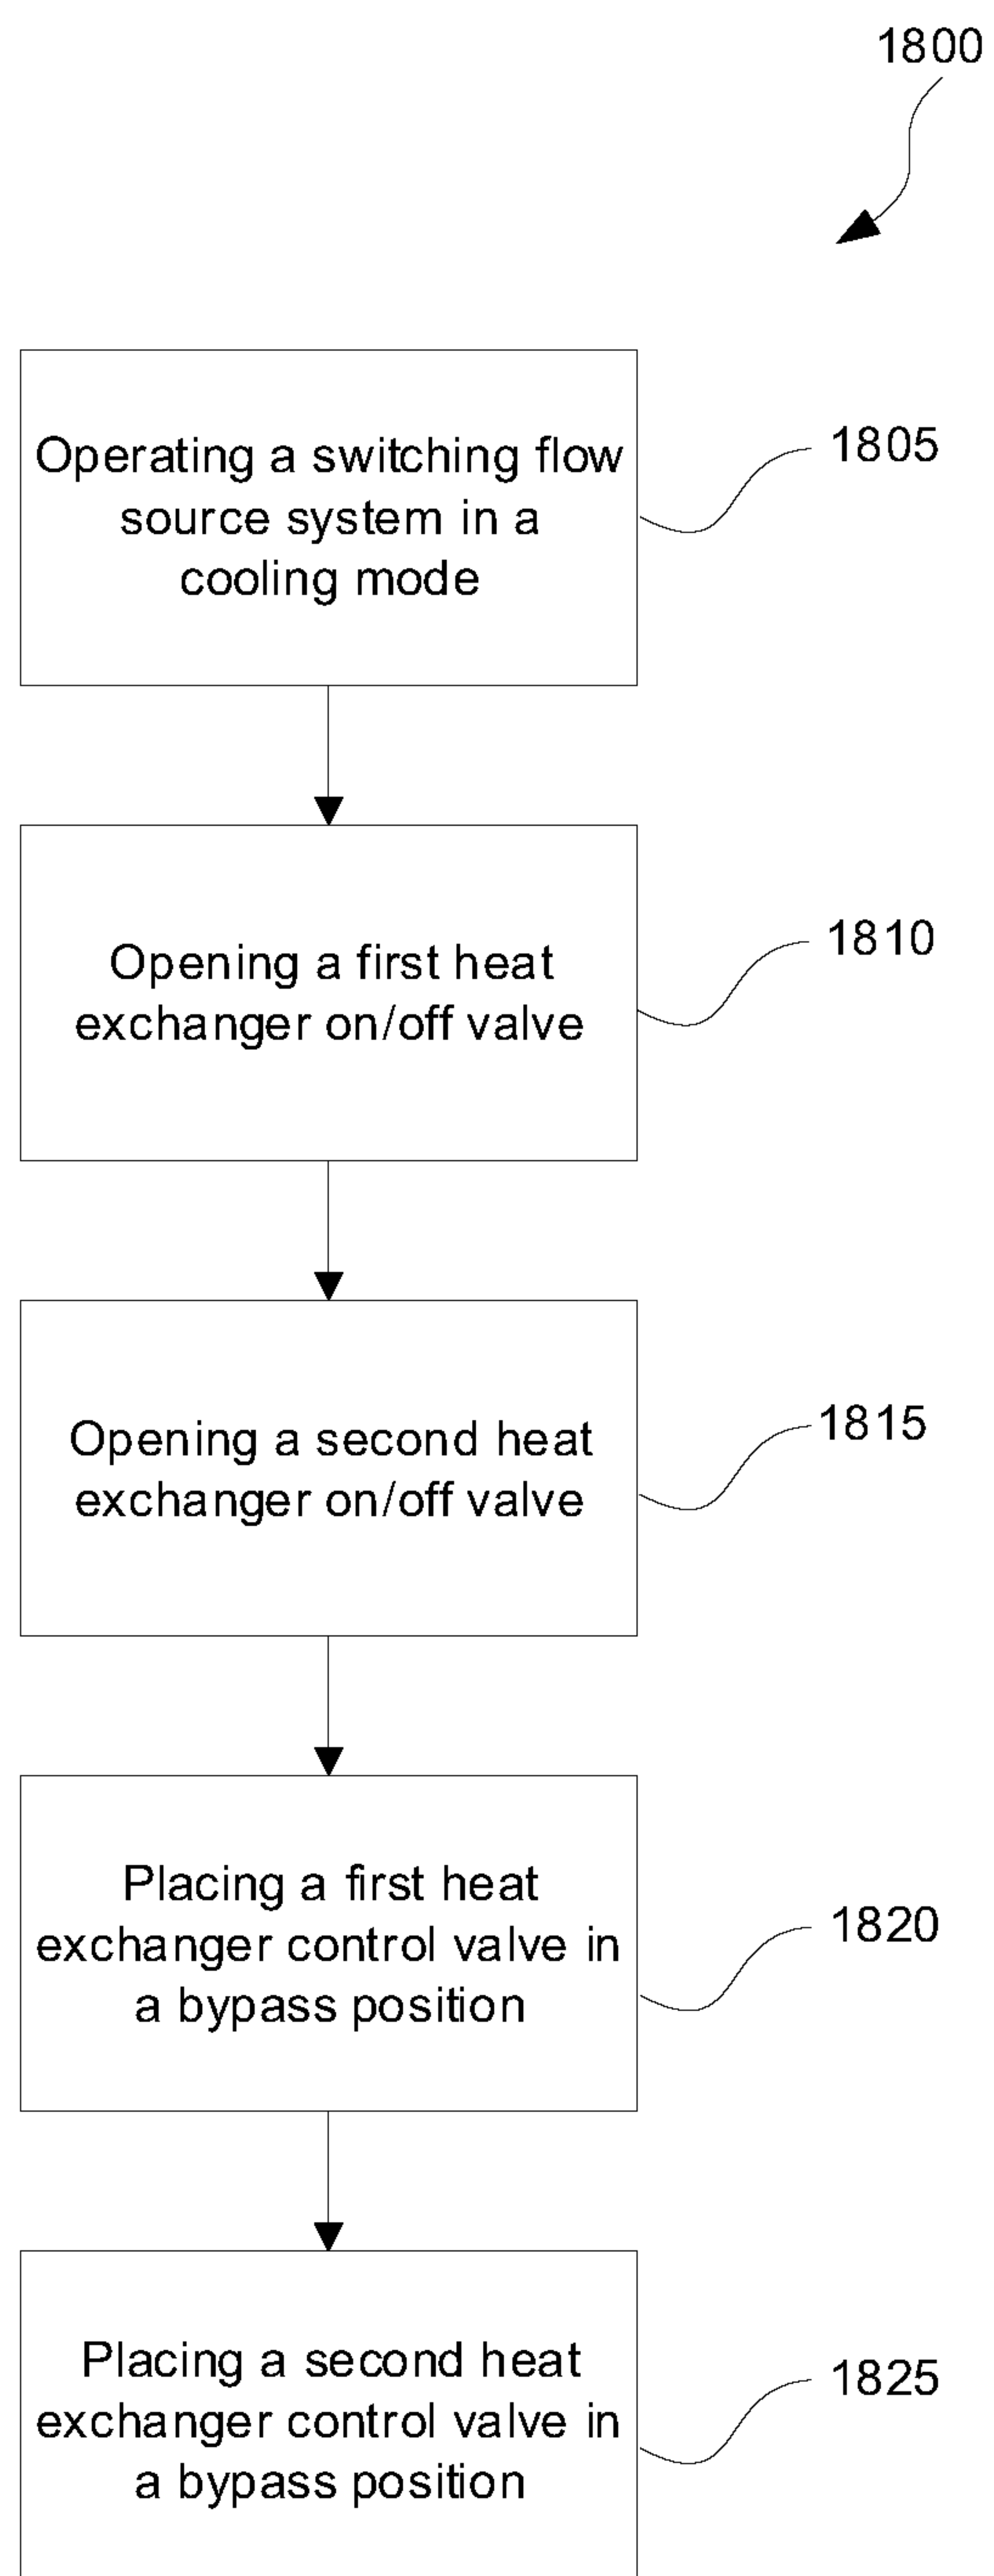 1800
Operating a switching flow
source system in a
cooling mode
1805
Opening a first heat
exchanger on/off valve
1810
Opening a second heat
exchanger on/off valve
1815
Placing a first heat
exchanger control valve in
a bypass position
1820
Placing a second heat
exchanger control valve in
a bypass position
1825